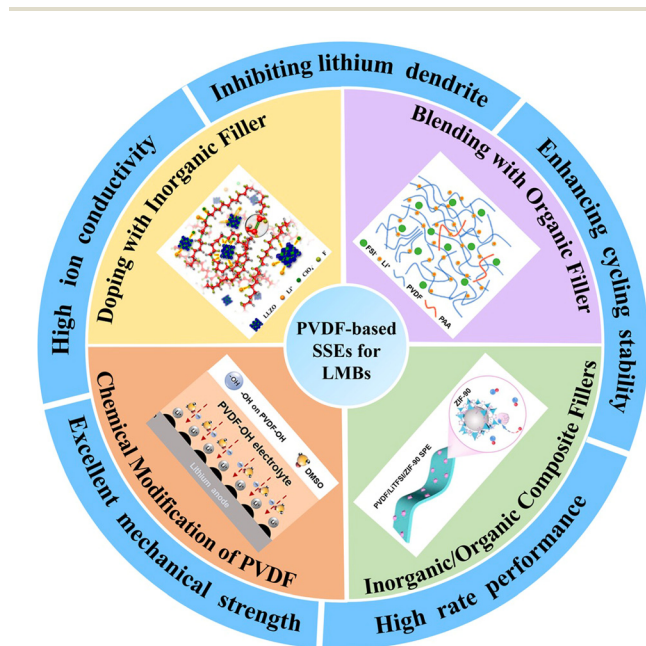 Inhibiting lithium dendrite
Enhancing cycling stability
High rate performance
Excellent mechanical strength
High ion conductivity
Doping with Inorganic Filler
LLZO
Li⁺
ClO₄⁻
F
Blending with Organic Filler
FSI⁻
Li⁺
PVDF
PAA
PVDF-based
SSEs for
LMBs
Chemical Modification of PVDF
-OH
-OH on PVDF-OH
PVDF-OH electrolyte
DMSO
Lithium anode
Inorganic/Organic Composite Fillers
ZIF-90
PVDF/LiTFSI/ZIF-90 SPE